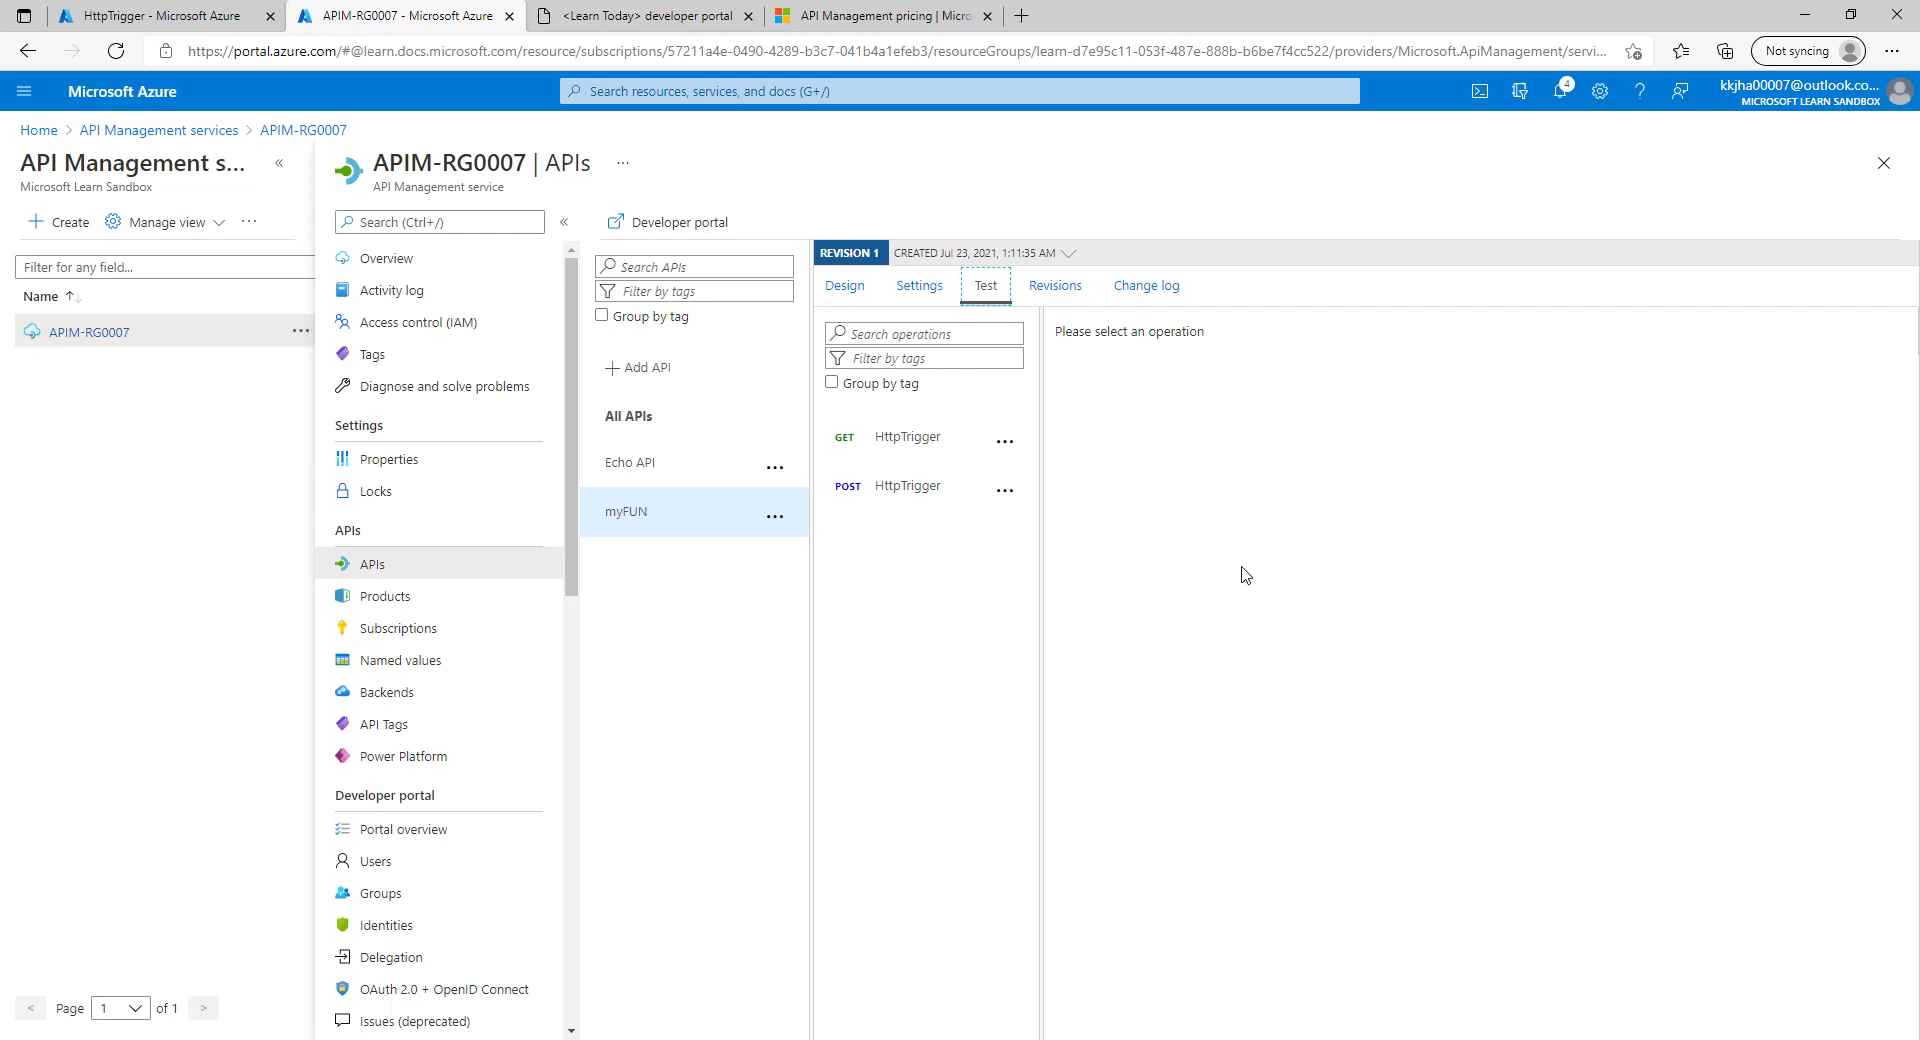 HttpTrigger - Microsoft Azure
APIM-RG0007 - Microsoft Azure
<Learn Today> developer portal
API Management pricing | Micro
https://portal.azure.com/#@learn.docs.microsoft.com/resource/subscriptions/57211a4e-0490-4289-b3c7-041b4a1efeb3/resourceGroups/learn-d7e95c11-053f-487e-888b-b6be7f4cc522/providers/Microsoft.ApiManagement/servi...
Not syncing
Microsoft Azure
Search resources, services, and docs (G+/)
4
kkjha00007@outlook.co...
MICROSOFT LEARN SANDBOX
Home > API Management services > APIM-RG0007
API Management s...
Microsoft Learn Sandbox
Create
Manage view
Filter for any field...
Name
APIM-RG0007
< Page 1 of 1 >
APIM-RG0007 | APIs
API Management service
Search (Ctrl+/)
Overview
Activity log
Access control (IAM)
Tags
Diagnose and solve problems
Settings
Properties
Locks
APIs
APIs
Products
Subscriptions
Named values
Backends
API Tags
Power Platform
Developer portal
Portal overview
Users
Groups
Identities
Delegation
OAuth 2.0 + OpenID Connect
Issues (deprecated)
Developer portal
Search APIs
Filter by tags
Group by tag
Add API
All APIs
Echo API
myFUN
REVISION 1
CREATED Jul 23, 2021, 1:11:35 AM
Design
Settings
Test
Revisions
Change log
Search operations
Filter by tags
Group by tag
GET HttpTrigger
POST HttpTrigger
Please select an operation